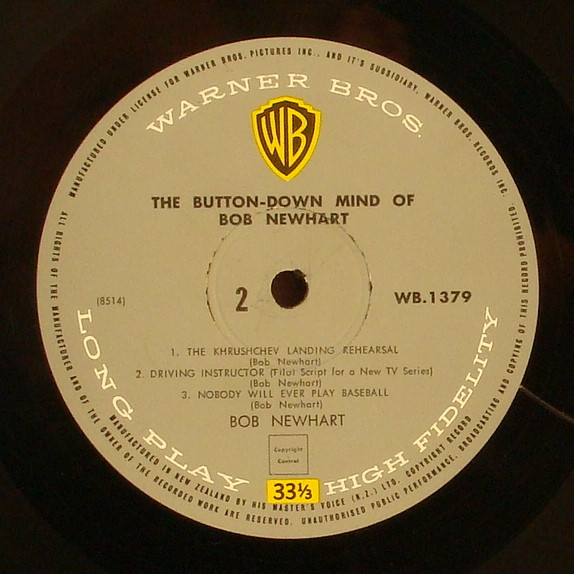 MANUFACTURED UNDER LICENSE FOR WARNER BROS. PICTURES INC., AND IT'S SUBSIDIARY, WARNER BROS. RECORDS INC.
WARNER BROS.
WB
THE BUTTON-DOWN MIND OF
BOB NEWHART
(8514)
2
WB.1379
1. THE KHRUSHCHEV LANDING REHEARSAL
(Bob Newhart)
2. DRIVING INSTRUCTOR (Pilot Script for a New TV Series)
(Bob Newhart)
3. NOBODY WILL EVER PLAY BASEBALL
(Bob Newhart)
BOB NEWHART
Copyright
Control
LONG PLAY
33⅓
HIGH FIDELITY
MANUFACTURED IN NEW ZEALAND BY HIS MASTER'S VOICE (N.Z.) LTD. COPYRIGHT RECORD
ALL RIGHTS OF THE MANUFACTURER AND OF THE OWNER OF THE RECORDED WORK ARE RESERVED. UNAUTHORISED PUBLIC PERFORMANCE, BROADCASTING AND COPYING OF THIS RECORD PROHIBITED.